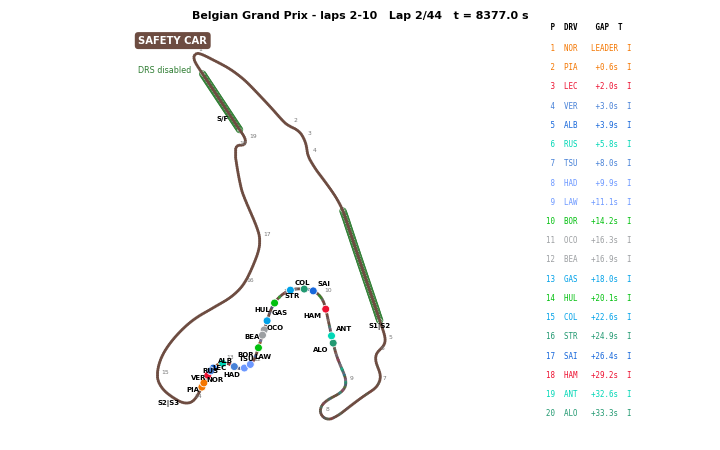 Belgian Grand Prix - laps 2-10   Lap 2/44   t = 8377.0 s
SAFETY CAR
DRS disabled
S/F
19
2
3
4
17
16
COL
SAI
STR
10
HUL
GAS
HAM
OCO
ANT
BEA
ALO
BOR
LAW
TSU
ALB
RUS
LEC
HAD
VER
NOR
PIA
15
S2|S3
S1|S2
5
7
9
8
P  DRV  GAP  T
1  NOR  LEADER  I
2  PIA  +0.6s  I
3  LEC  +2.0s  I
4  VER  +3.0s  I
5  ALB  +3.9s  I
6  RUS  +5.8s  I
7  TSU  +8.0s  I
8  HAD  +9.9s  I
9  LAW  +11.1s  I
10  BOR  +14.2s  I
11  OCO  +16.3s  I
12  BEA  +16.9s  I
13  GAS  +18.0s  I
14  HUL  +20.1s  I
15  COL  +22.6s  I
16  STR  +24.9s  I
17  SAI  +26.4s  I
18  HAM  +29.2s  I
19  ANT  +32.6s  I
20  ALO  +33.3s  I